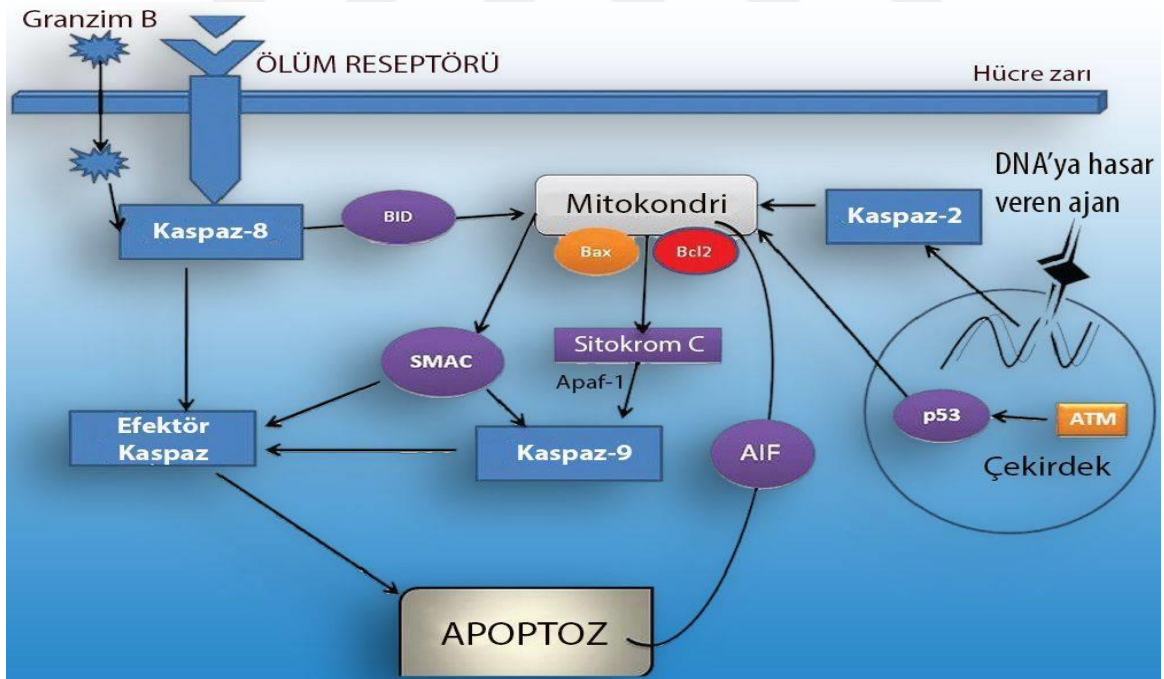 Granzim B
ÖLÜM RESEPTÖRÜ
Hücre zarı
DNA'ya hasar
veren ajan
Kaspaz-8
BID
Mitokondri
Bax
Bcl2
Kaspaz-2
SMAC
Sitokrom C
Apaf-1
p53
ATM
Çekirdek
Efektör
Kaspaz
Kaspaz-9
AIF
APOPTOZ